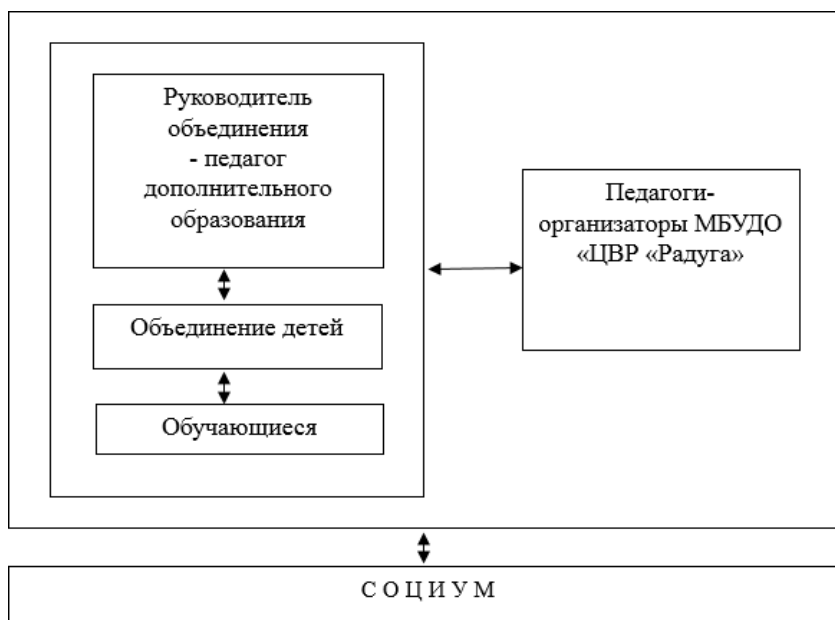 Руководитель
объединения
- педагог
дополнительного
образования
Объединение детей
Обучающиеся
Педагоги-
организаторы МБУДО
«ЦВР «Радуга»
С О Ц И У М